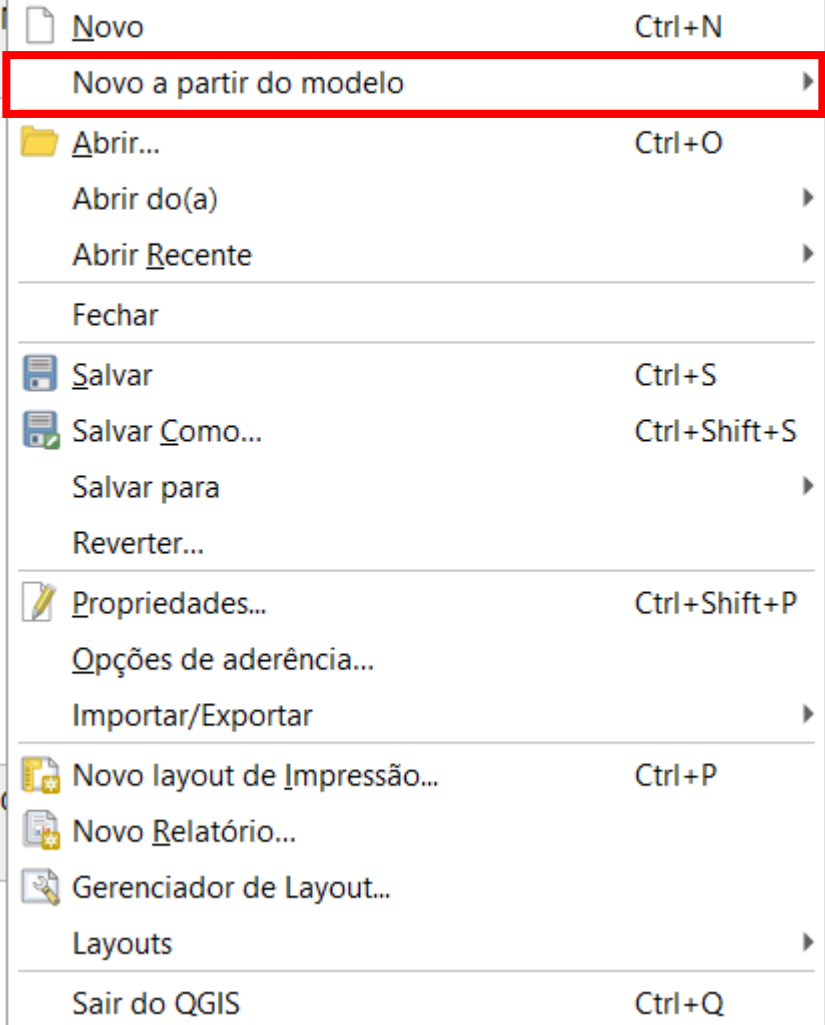 Novo Ctrl+N
Novo a partir do modelo
Abrir... Ctrl+O
Abrir do(a)
Abrir Recente
Fechar
Salvar Ctrl+S
Salvar Como... Ctrl+Shift+S
Salvar para
Reverter...
Propriedades... Ctrl+Shift+P
Opções de aderência...
Importar/Exportar
Novo layout de Impressão... Ctrl+P
Novo Relatório...
Gerenciador de Layout...
Layouts
Sair do QGIS Ctrl+Q